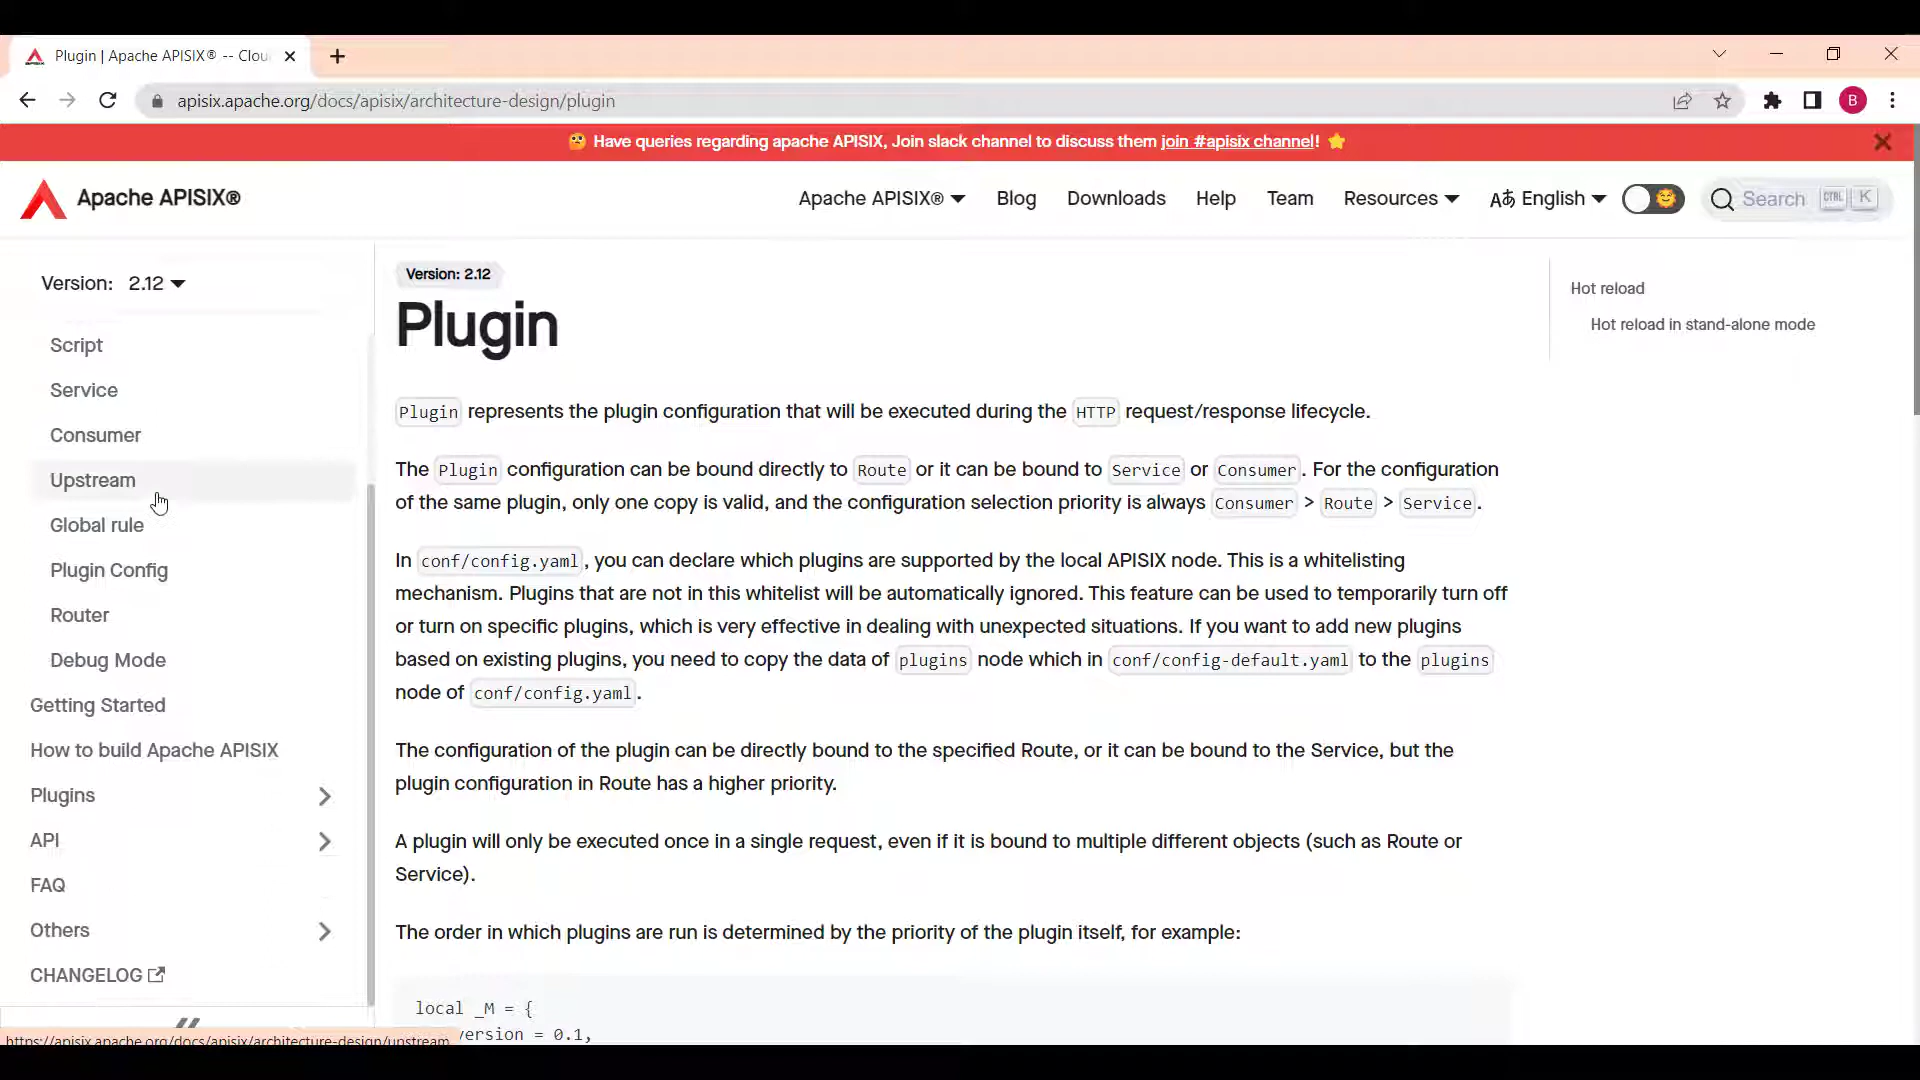 Plugin | Apache APISIX® -- Clou
apisix.apache.org/docs/apisix/architecture-design/plugin
B
Have queries regarding apache APISIX, Join slack channel to discuss them join #apisix channel!
Apache APISIX®
Apache APISIX®
Blog
Downloads
Help
Team
Resources
English
Search
CTRL
K
Version: 2.12
Script
Service
Consumer
Upstream
Global rule
Plugin Config
Router
Debug Mode
Getting Started
How to build Apache APISIX
Plugins
API
FAQ
Others
CHANGELOG
https://apisix.apache.org/docs/apisix/architecture-design/upstream
Version: 2.12
Plugin
Plugin represents the plugin configuration that will be executed during the HTTP request/response lifecycle.
The Plugin configuration can be bound directly to Route or it can be bound to Service or Consumer. For the configuration
of the same plugin, only one copy is valid, and the configuration selection priority is always Consumer > Route > Service.
In conf/config.yaml, you can declare which plugins are supported by the local APISIX node. This is a whitelisting
mechanism. Plugins that are not in this whitelist will be automatically ignored. This feature can be used to temporarily turn off
or turn on specific plugins, which is very effective in dealing with unexpected situations. If you want to add new plugins
based on existing plugins, you need to copy the data of plugins node which in conf/config-default.yaml to the plugins
node of conf/config.yaml.
The configuration of the plugin can be directly bound to the specified Route, or it can be bound to the Service, but the
plugin configuration in Route has a higher priority.
A plugin will only be executed once in a single request, even if it is bound to multiple different objects (such as Route or
Service).
The order in which plugins are run is determined by the priority of the plugin itself, for example:
local _M = {
version = 0.1,
Hot reload
Hot reload in stand-alone mode